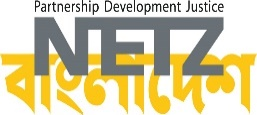 Partnership Development Justice
NETZ
বাংলাদেশ